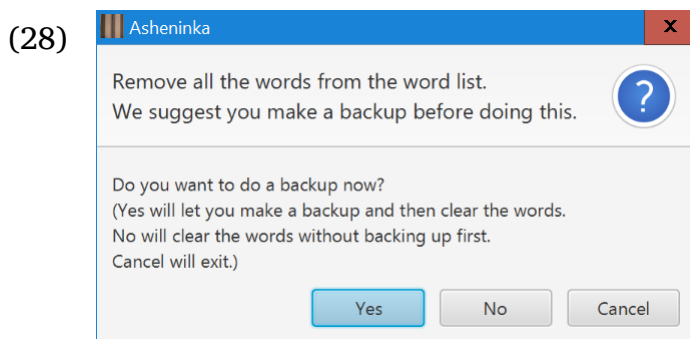 (28)
Asheninka
x
Remove all the words from the word list.
We suggest you make a backup before doing this.
?
Do you want to do a backup now?
(Yes will let you make a backup and then clear the words.
No will clear the words without backing up first.
Cancel will exit.)
Yes No Cancel